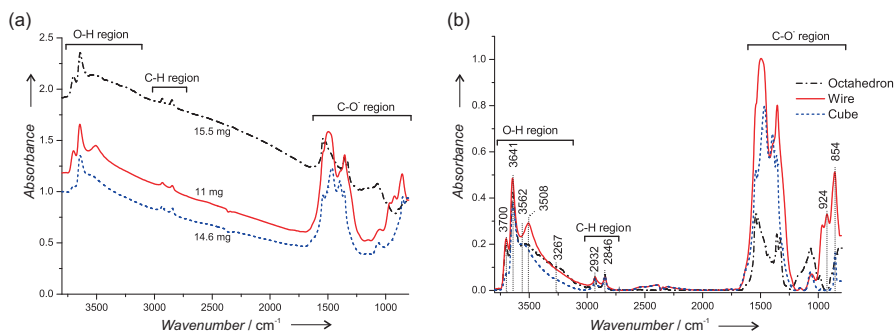 (a)
O-H region
C-H region
C-O⁻ region
15.5 mg
11 mg
14.6 mg
2.5
2.0
1.5
1.0
0.5
0.0
Absorbance
3500 3000 2500 2000 1500 1000
Wavenumber / cm⁻¹
(b)
C-O⁻ region
Octahedron
Wire
Cube
O-H region
C-H region
3700
3641
3562
3508
3267
2932
2846
924
854
1.0
0.8
0.6
0.4
0.2
0.0
Absorbance
3500 3000 2500 2000 1500 1000
Wavenumber / cm⁻¹